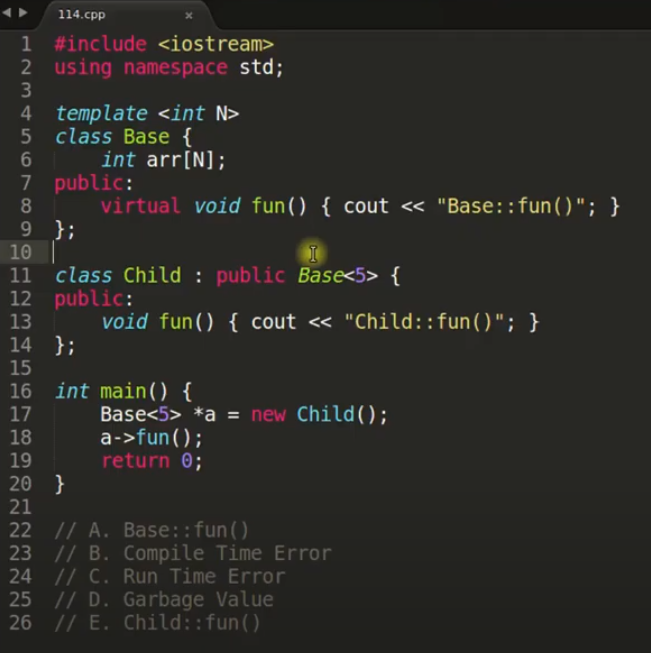 114.cpp ×
1 #include <iostream>
2 using namespace std;
3
4 template <int N>
5 class Base {
6     int arr[N];
7 public:
8     virtual void fun() { cout << "Base::fun()"; }
9 };
10
11 class Child : public Base<5> {
12 public:
13     void fun() { cout << "Child::fun()"; }
14 };
15
16 int main() {
17     Base<5> *a = new Child();
18     a->fun();
19     return 0;
20 }
21
22 // A. Base::fun()
23 // B. Compile Time Error
24 // C. Run Time Error
25 // D. Garbage Value
26 // E. Child::fun()